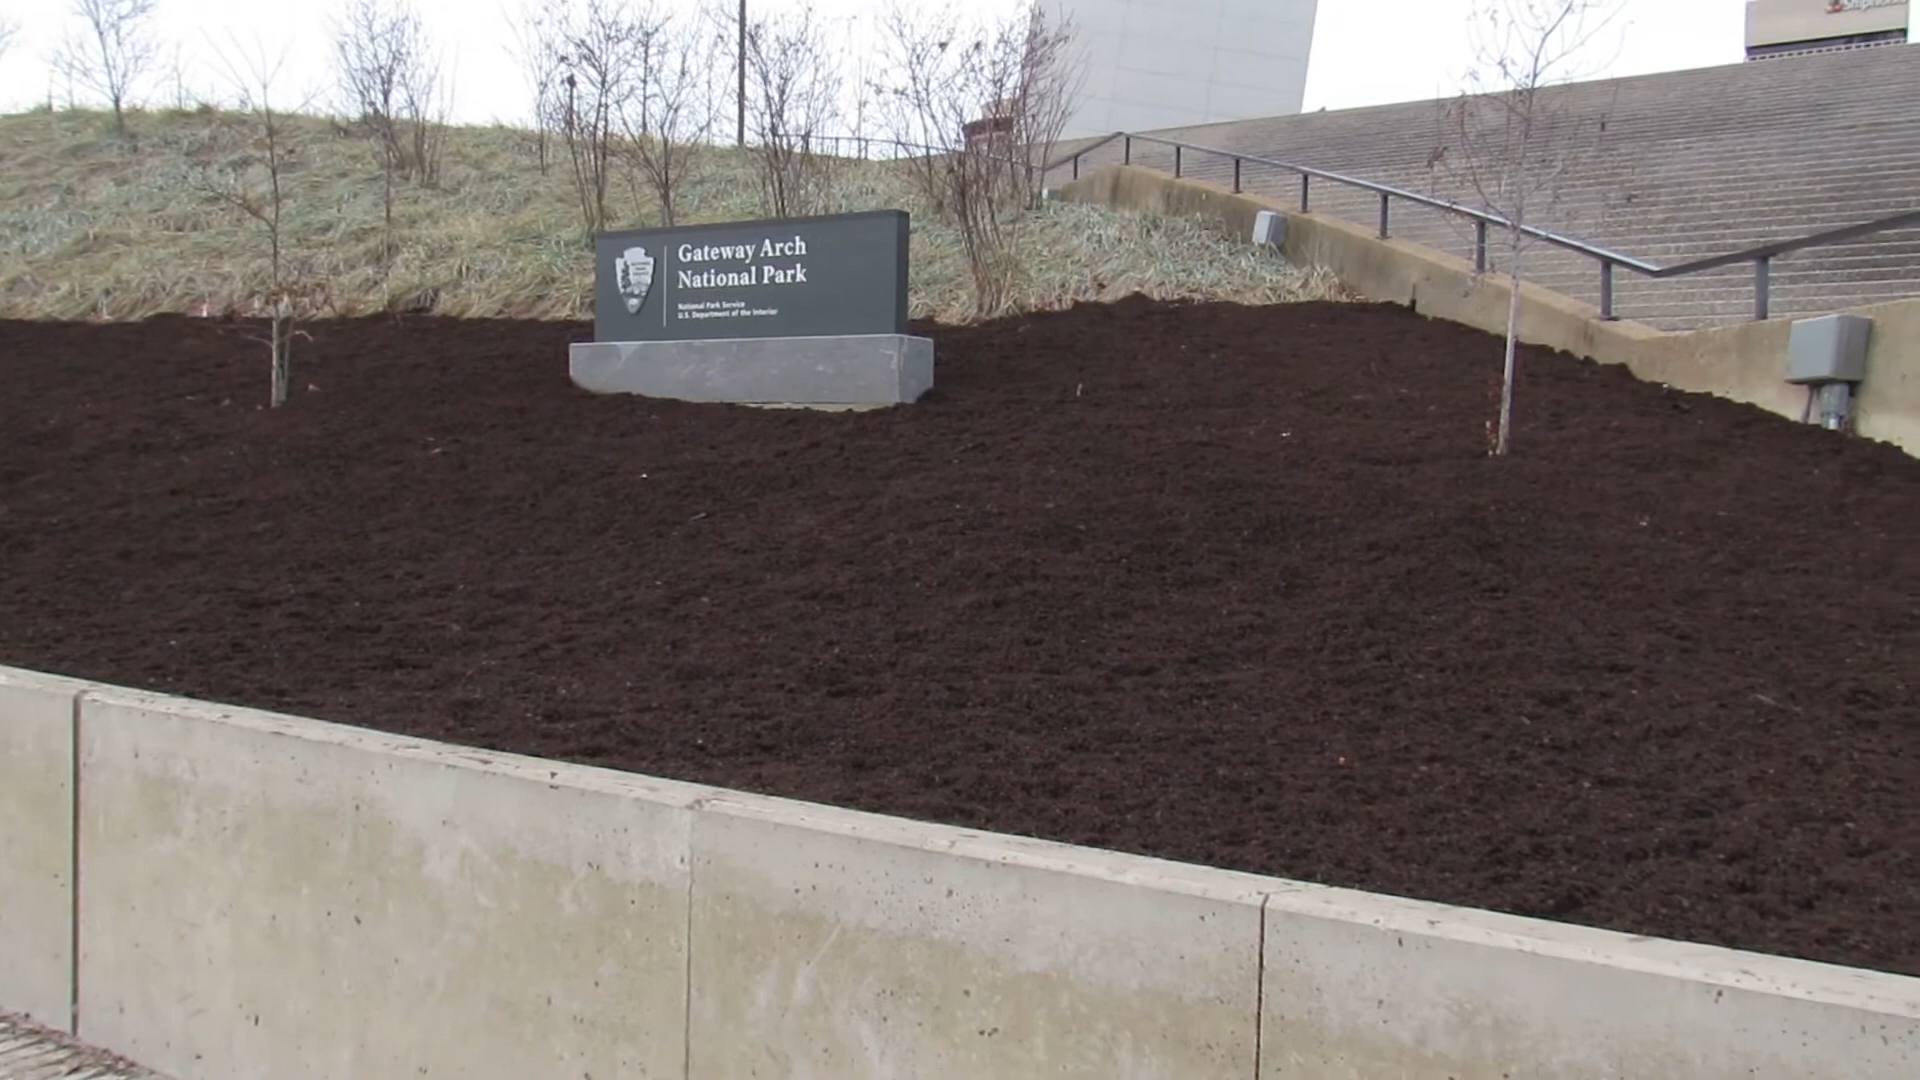 Gateway Arch
National Park
National Park Service
U.S. Department of the Interior